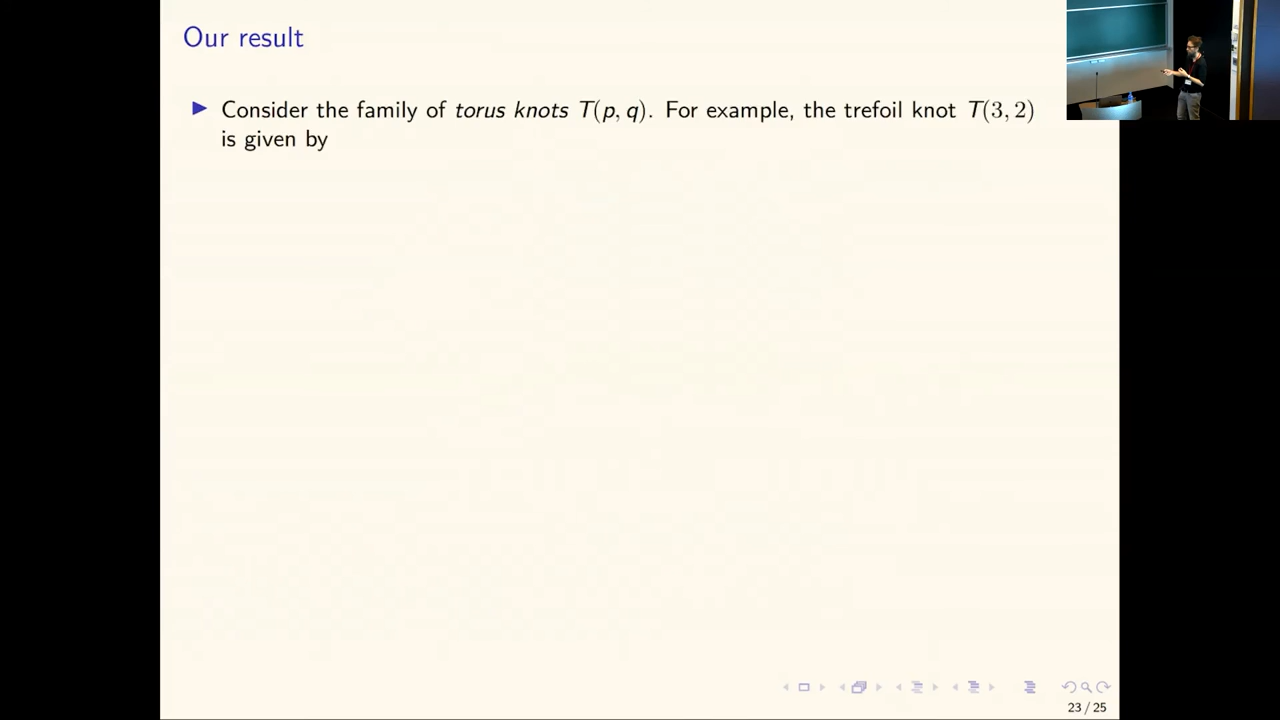 Our result
Consider the family of torus knots T(p, q). For example, the trefoil knot T(3, 2)
is given by
23 / 25